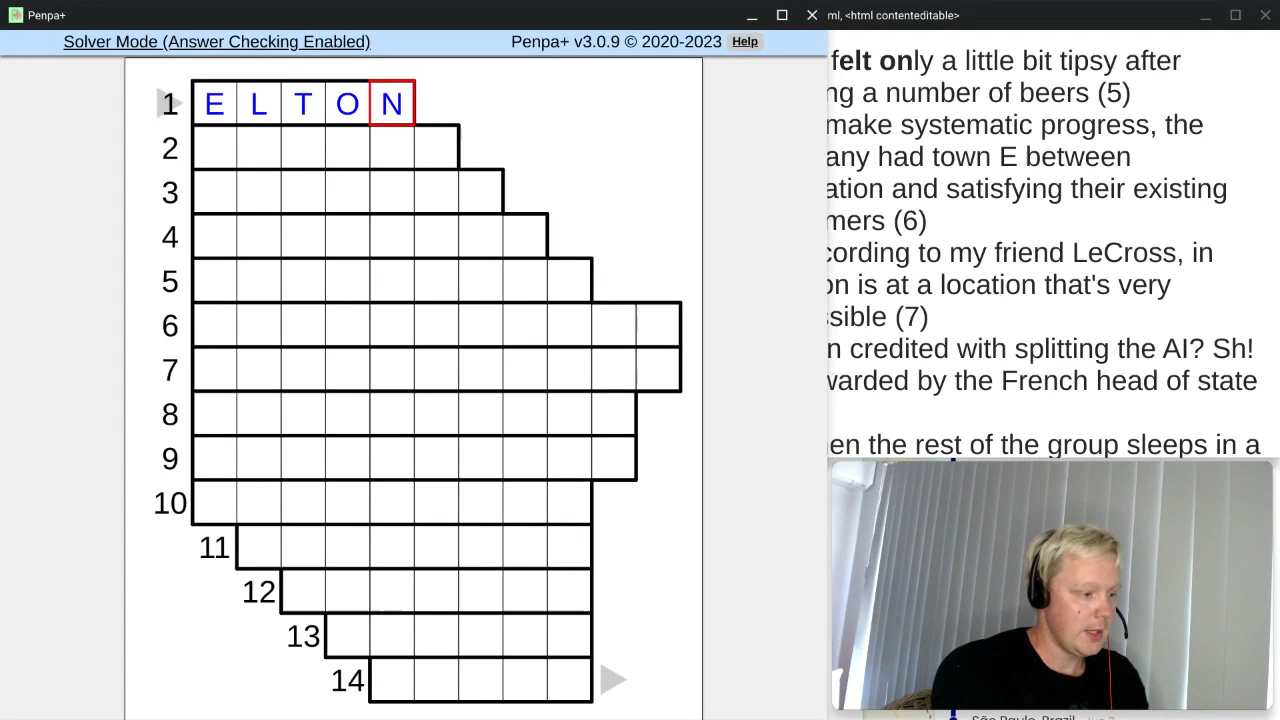 Penpa+
ml, <html contenteditable>
Solver Mode (Answer Checking Enabled)
Penpa+ v3.0.9 © 2020-2023
Help
1 E L T O N
2
3
4
5
6
7
8
9
10
11
12
13
14
felt only a little bit tipsy after
ng a number of beers (5)
make systematic progress, the
any had town E between
ation and satisfying their existing
mers (6)
cording to my friend LeCross, in
on is at a location that's very
ssible (7)
n credited with splitting the AI? Sh!
warded by the French head of state
en the rest of the group sleeps in a
São Paulo, Brazil